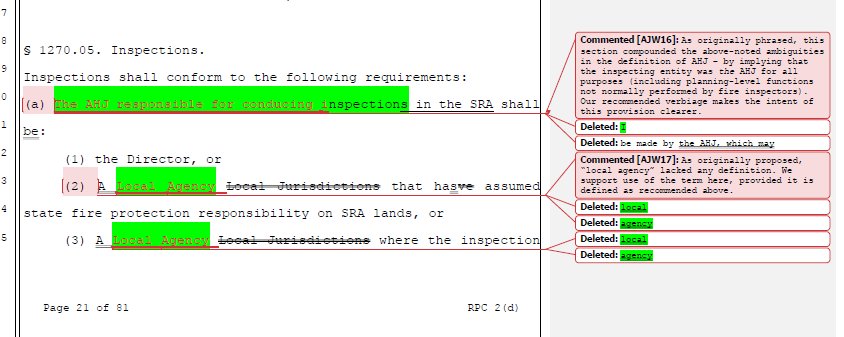 7
8
§ 1270.05. Inspections.
9
Inspections shall conform to the following requirements:
0
(a) The AHJ responsible for conducing inspections in the SRA shall
1
be:
2
(1) the Director, or
3
(2) A Local Agency Local Jurisdictions that hasve assumed
4
state fire protection responsibility on SRA lands, or
5
(3) A Local Agency Local Jurisdictions where the inspection
Page 21 of 81
RPC 2(d)
Commented [AJW16]: As originally phrased, this
section compounded the above-noted ambiguities
in the definition of AHJ – by implying that
the inspecting entity was the AHJ for all
purposes (including planning-level functions
not normally performed by fire inspectors).
Our recommended verbiage makes the intent of
this provision clearer.
Deleted: I
Deleted: be made by the AHJ, which may
Commented [AJW17]: As originally proposed,
"local agency" lacked any definition. We
support use of the term here, provided it is
defined as recommended above.
Deleted: local
Deleted: agency
Deleted: local
Deleted: agency